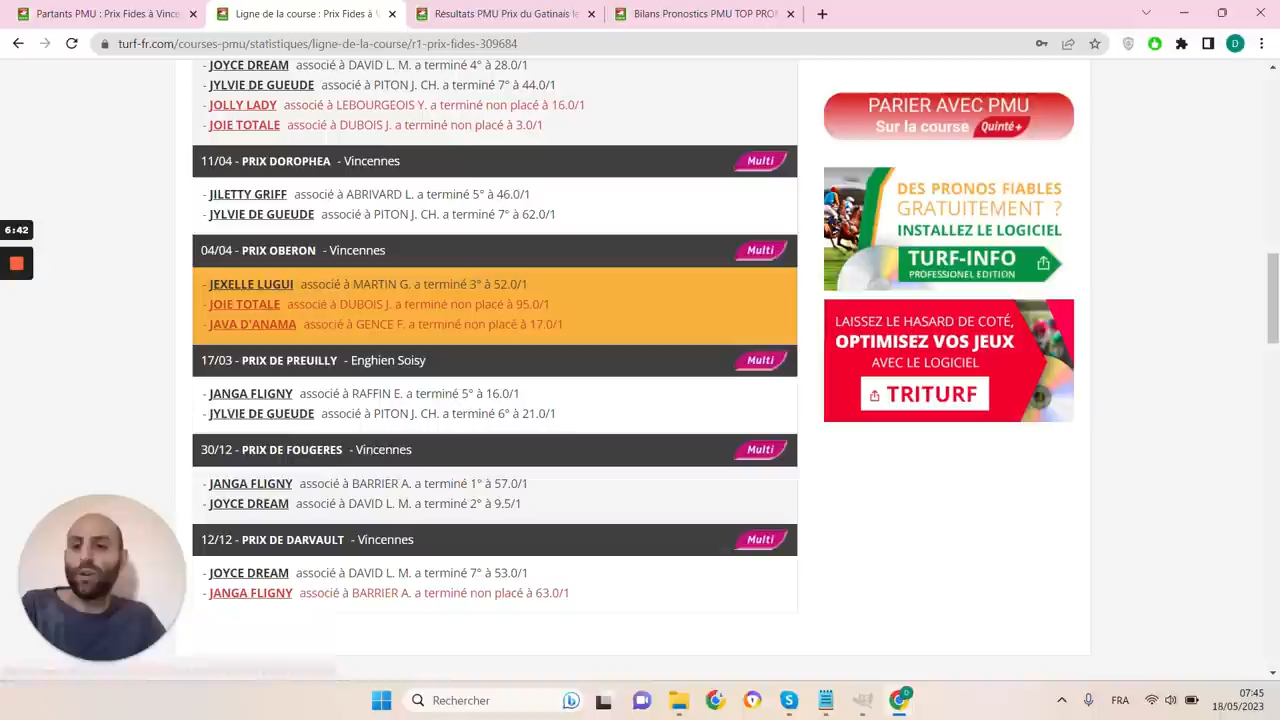 Partants PMU : Prix Fides à Vince
Ligne de la course : Prix Fides à V
Résultats PMU Prix du Gatinais le
Bilans Pronostics PMU TOP PRO
turf-fr.com/courses-pmu/statistiques/ligne-de-la-course/r1-prix-fides-309684
D
- JOYCE DREAM associé à DAVID L. M. a terminé 4° à 28.0/1
- JYLVIE DE GUEUDE associé à PITON J. CH. a terminé 7° à 44.0/1
- JOLLY LADY associé à LEBOURGEOIS Y. a terminé non placé à 16.0/1
- JOIE TOTALE associé à DUBOIS J. a terminé non placé à 3.0/1
11/04 - PRIX DOROPHEA - Vincennes Multi
- JILETTY GRIFF associé à ABRIVARD L. a terminé 5° à 46.0/1
- JYLVIE DE GUEUDE associé à PITON J. CH. a terminé 7° à 62.0/1
04/04 - PRIX OBERON - Vincennes Multi
- JEXELLE LUGUI associé à MARTIN G. a terminé 3° à 52.0/1
- JOIE TOTALE associé à DUBOIS J. a terminé non placé à 95.0/1
- JAVA D'ANAMA associé à GENCE F. a terminé non placé à 17.0/1
17/03 - PRIX DE PREUILLY - Enghien Soisy Multi
- JANGA FLIGNY associé à RAFFIN E. a terminé 5° à 16.0/1
- JYLVIE DE GUEUDE associé à PITON J. CH. a terminé 6° à 21.0/1
30/12 - PRIX DE FOUGERES - Vincennes Multi
- JANGA FLIGNY associé à BARRIER A. a terminé 1° à 57.0/1
- JOYCE DREAM associé à DAVID L. M. a terminé 2° à 9.5/1
12/12 - PRIX DE DARVAULT - Vincennes Multi
- JOYCE DREAM associé à DAVID L. M. a terminé 7° à 53.0/1
- JANGA FLIGNY associé à BARRIER A. a terminé non placé à 63.0/1
PARIER AVEC PMU
Sur la course Quinté+
DES PRONOS FIABLES
GRATUITEMENT ?
INSTALLEZ LE LOGICIEL
TURF-INFO
PROFESSIONEL EDITION
LAISSEZ LE HASARD DE COTÉ,
OPTIMISEZ VOS JEUX
AVEC LE LOGICIEL
TRITURF
6:42
Rechercher
D
FRA
07:45
18/05/2023